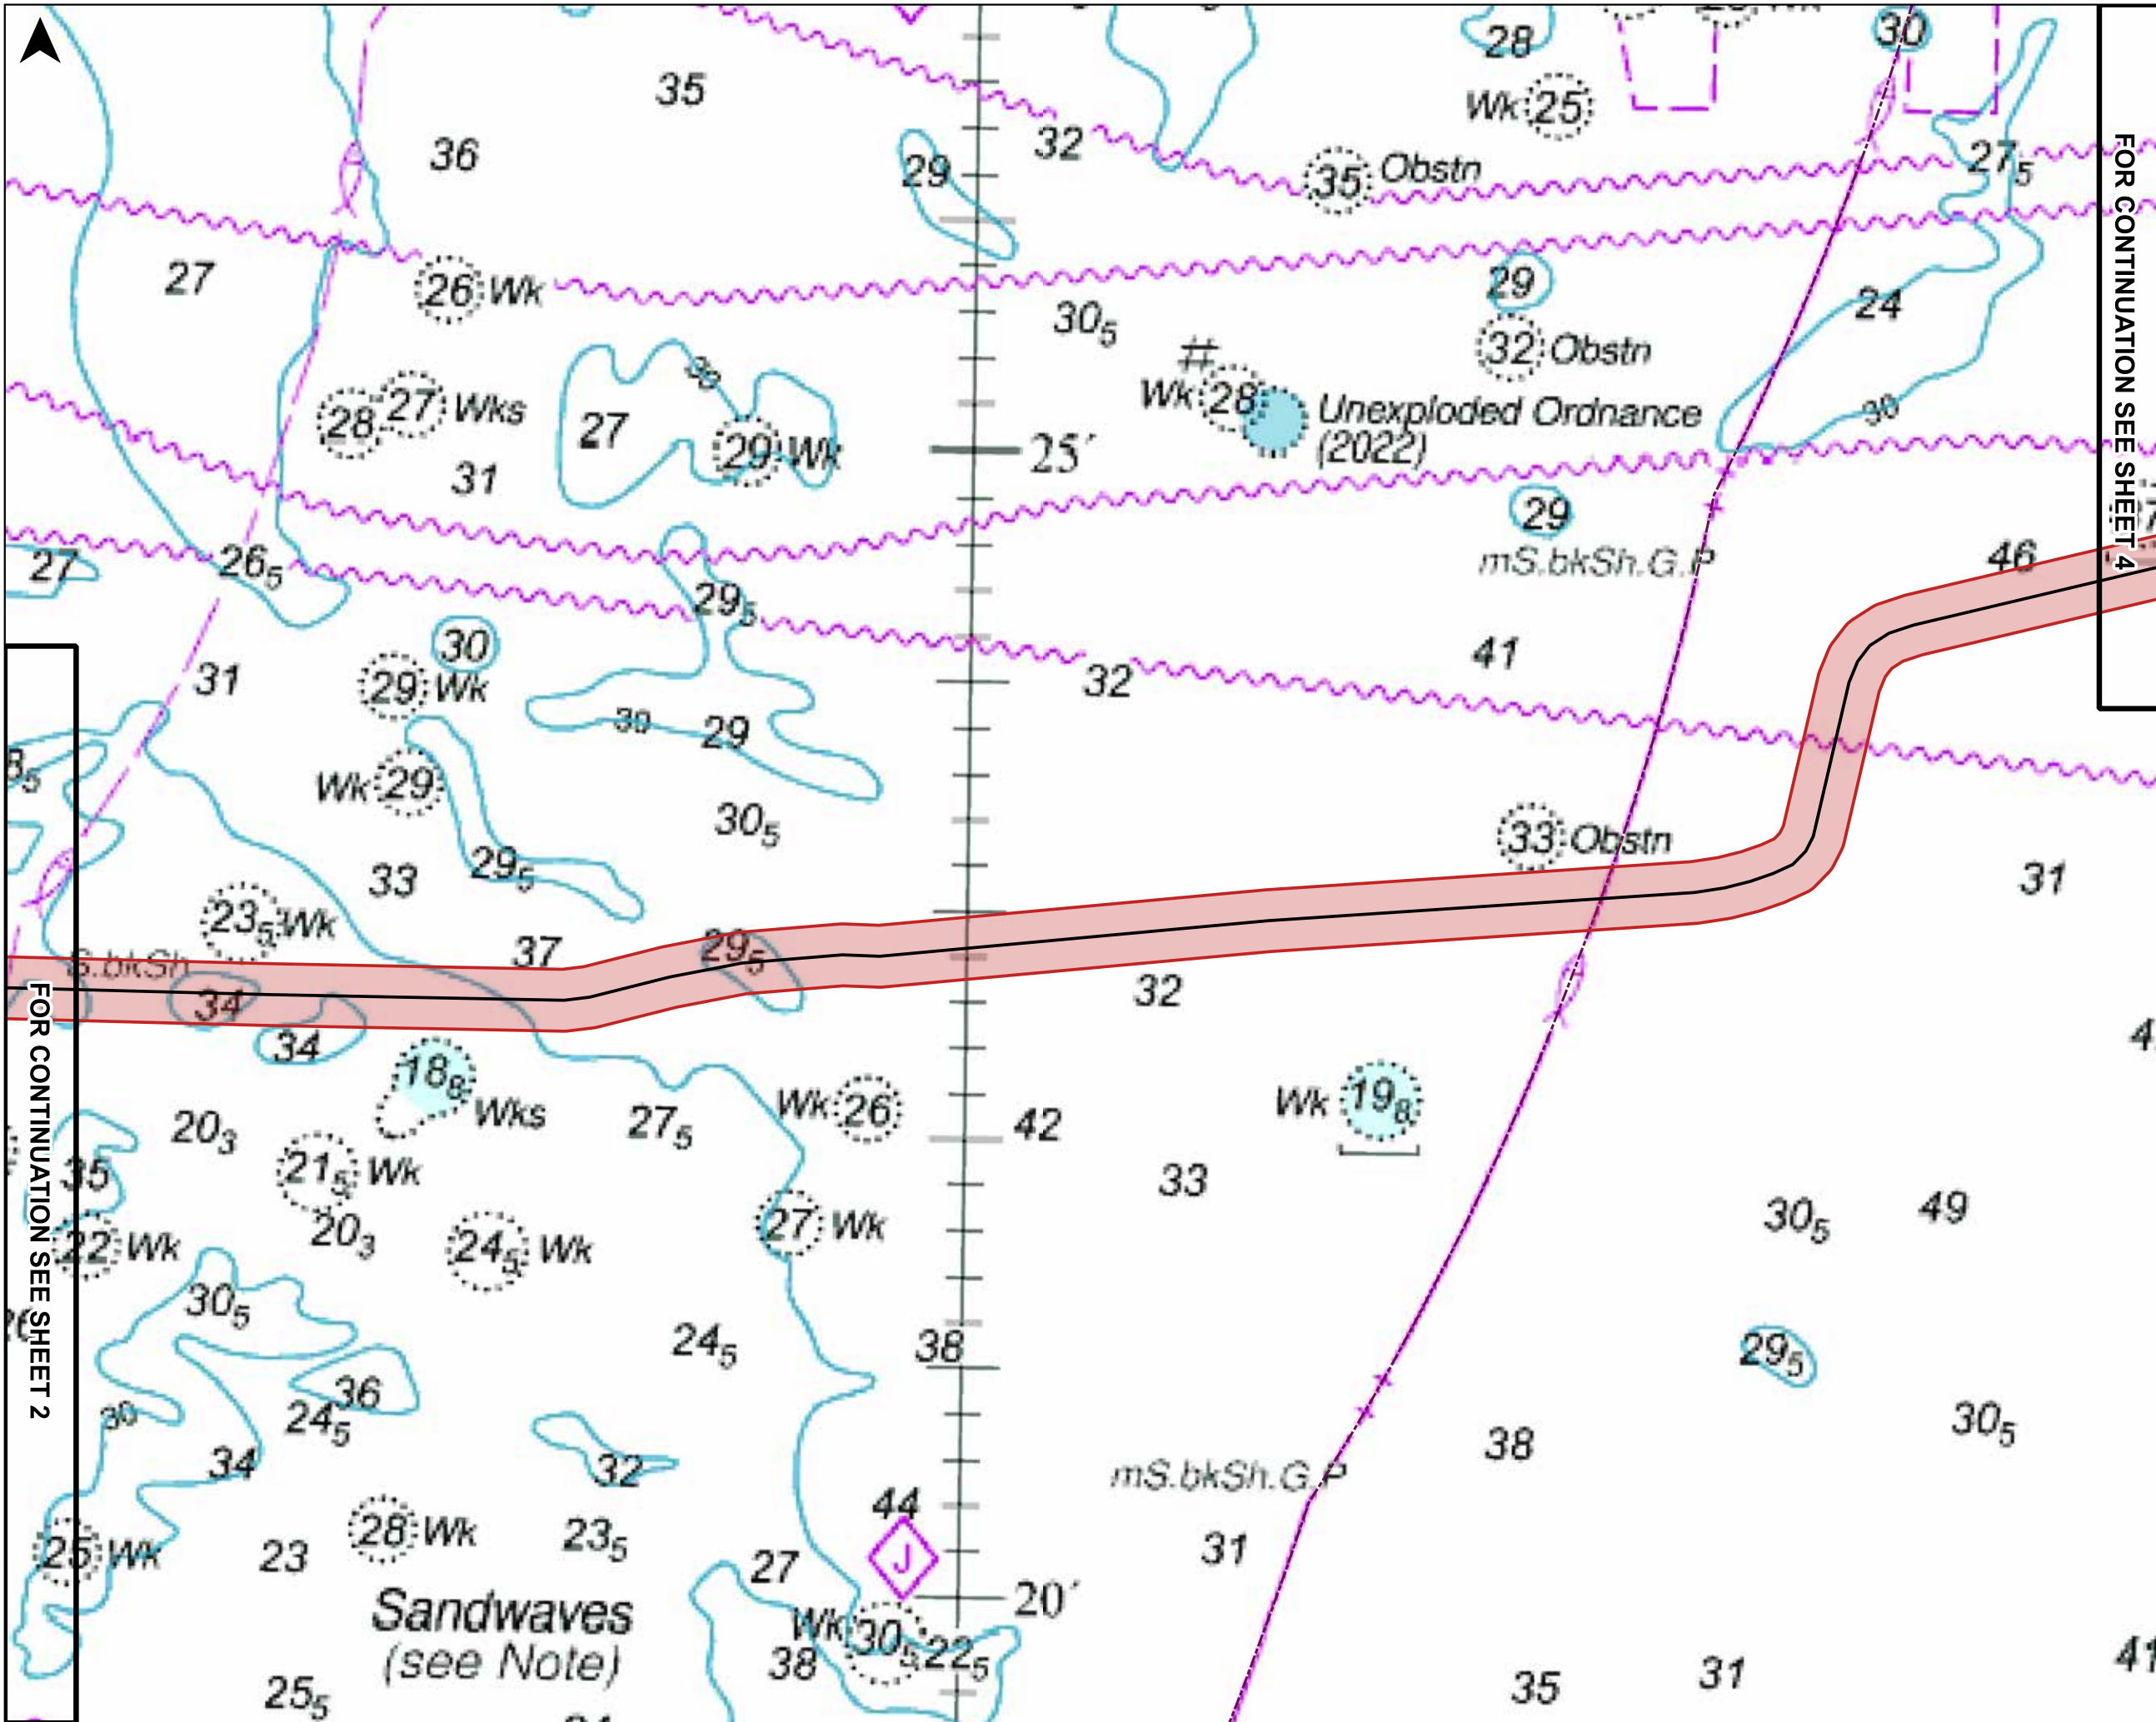 30
28
35
Wk 25
36
32
29
35 Obstn
27₅
27
26 Wk
29
30₅
24
32 Obstn
#
Wk 28
30
28 27 Wks
27
29 Wk
Unexploded Ordnance
(2022)
30
25′
31
29
mS.bkSh.G.P
46
27
26₅
29₅
30
41
31
29 Wk
32
30
29
Wk 29
30₅
33 Obstn
33
29₅
31
23₅ Wk
37
29₅
S.bkSh
34
32
34
18₈
Wks
20₃
27₅
Wk 26
42
Wk 19₈
35
21₅ Wk
33
22 Wk
20₃
24₅ Wk
27 Wk
30₅
49
30₅
24₅
38
29₅
36
30
24₅
30₅
34
32
38
mS.bkSh.G.P
44
25 Wk
23
28 Wk
23₅
27
J
31
Sandwaves
(see Note)
20′
Wk 30₅
22₅
38
25₅
35
31
41
FOR CONTINUATION SEE SHEET 2
FOR CONTINUATION SEE SHEET 4